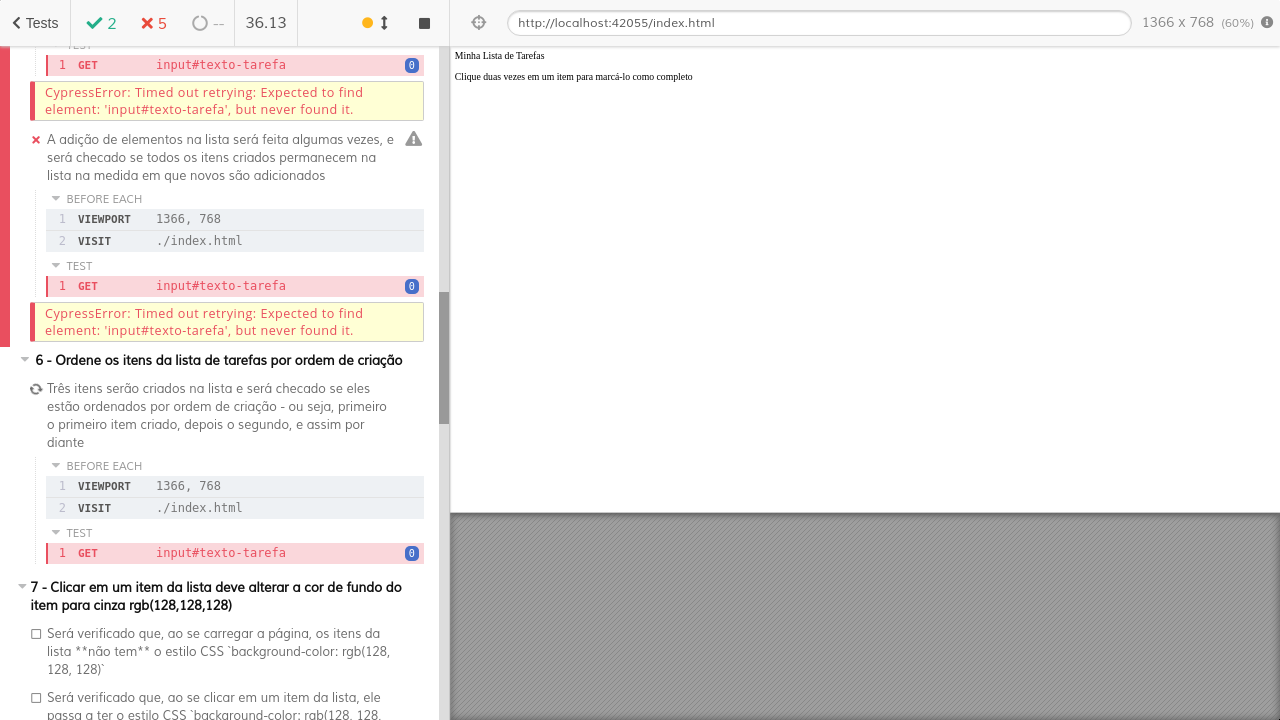 Tests
2
5
--
36.13
http://localhost:42055/index.html
1366 x 768 (60%)
TEST
1 GET input#texto-tarefa 0
CypressError: Timed out retrying: Expected to find
element: 'input#texto-tarefa', but never found it.
A adição de elementos na lista será feita algumas vezes, e
será checado se todos os itens criados permanecem na
lista na medida em que novos são adicionados
BEFORE EACH
1 VIEWPORT 1366, 768
2 VISIT ./index.html
TEST
1 GET input#texto-tarefa 0
CypressError: Timed out retrying: Expected to find
element: 'input#texto-tarefa', but never found it.
6 - Ordene os itens da lista de tarefas por ordem de criação
Três itens serão criados na lista e será checado se eles
estão ordenados por ordem de criação - ou seja, primeiro
o primeiro item criado, depois o segundo, e assim por
diante
BEFORE EACH
1 VIEWPORT 1366, 768
2 VISIT ./index.html
TEST
1 GET input#texto-tarefa 0
7 - Clicar em um item da lista deve alterar a cor de fundo do
item para cinza rgb(128,128,128)
Será verificado que, ao se carregar a página, os itens da
lista **não tem** o estilo CSS `background-color: rgb(128,
128, 128)`
Será verificado que, ao se clicar em um item da lista, ele
passa a ter o estilo CSS `background-color: rgb(128, 128,
Minha Lista de Tarefas
Clique duas vezes em um item para marcá-lo como completo